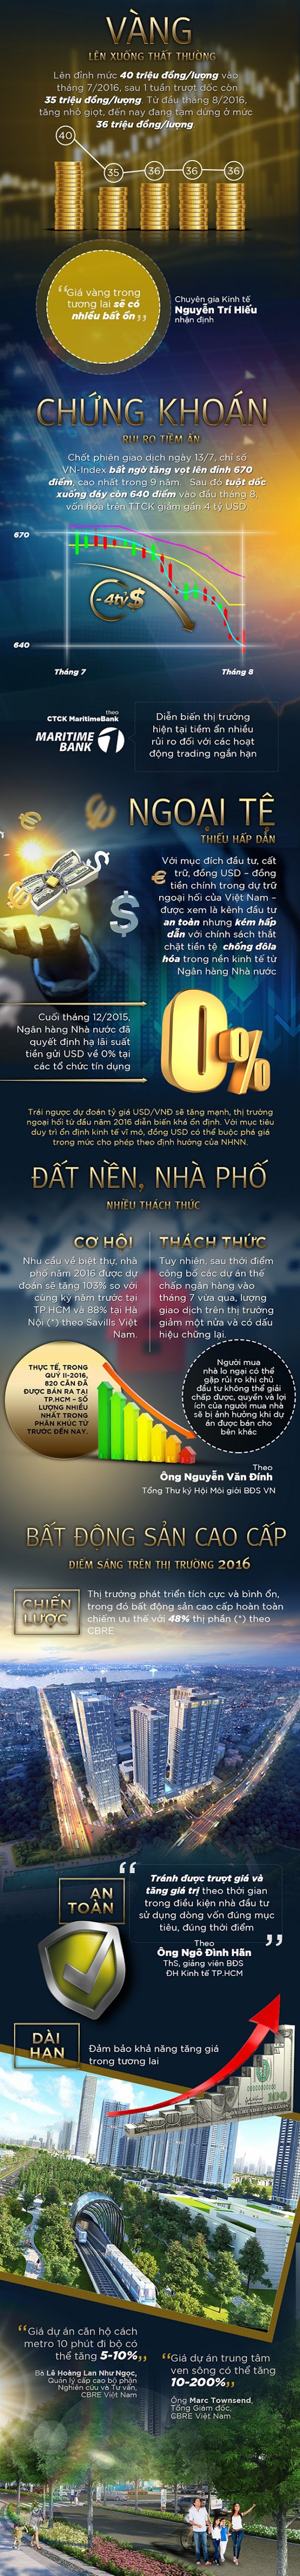 VÀNG
LÊN XUỐNG THẤT THƯỜNG
Lên đỉnh mức 40 triệu đồng/lượng vào
tháng 7/2016, sau 1 tuần trượt dốc còn
35 triệu đồng/lượng. Từ đầu tháng 8/2016,
tăng nhỏ giọt, đến nay đang tạm dừng ở mức
36 triệu đồng/lượng
40
35
36
36
36
“Giá vàng trong
tương lai sẽ có
nhiều bất ổn”
Chuyên gia Kinh tế
Nguyễn Trí Hiếu
nhận định
CHỨNG KHOÁN
RỦI RO TIỀM ẨN
Chốt phiên giao dịch ngày 13/7, chỉ số
VN-Index bất ngờ tăng vọt lên đỉnh 670
điểm, cao nhất trong 9 năm. Sau đó tuột dốc
xuống đáy còn 640 điểm vào đầu tháng 8,
vốn hóa trên TTCK giảm gần 4 tỷ USD.
670
-4tỷ$
640
Tháng 7
Tháng 8
theo
CTCK MaritimeBank
MARITIME
BANK
Diễn biến thị trường
hiện tại tiềm ẩn nhiều
rủi ro đối với các hoạt
động trading ngắn hạn
NGOẠI TỆ
THIẾU HẤP DẪN
Với mục đích đầu tư, cất
trữ, đồng USD – đồng
tiền chính trong dự trữ
ngoại hối của Việt Nam –
được xem là kênh đầu tư
an toàn nhưng kém hấp
dẫn với chính sách thắt
chặt tiền tệ chống đôla
hóa trong nền kinh tế từ
Ngân hàng Nhà nước
Cuối tháng 12/2015,
Ngân hàng Nhà nước đã
quyết định hạ lãi suất
tiền gửi USD về 0% tại
các tổ chức tín dụng
0%
Trái ngược dự đoán tỷ giá USD/VND sẽ tăng mạnh, thị trường
ngoại hối từ đầu năm 2016 diễn biến khá ổn định. Với mục tiêu
duy trì ổn định kinh tế vĩ mô, đồng USD có thể buộc phá giá
trong mức cho phép theo định hướng của NHNN.
ĐẤT NỀN, NHÀ PHỐ
NHIỀU THÁCH THỨC
CƠ HỘI
Nhu cầu về biệt thự, nhà
phố năm 2016 được dự
đoán sẽ tăng 103% so với
cùng kỳ năm trước tại
TP.HCM và 88% tại Hà
Nội (*) theo Savills Việt
Nam.
THÁCH THỨC
Tuy nhiên, sau thời điểm
công bố các dự án thế
chấp ngân hàng vào
tháng 7 vừa qua, lượng
giao dịch trên thị trường
giảm một nửa và có dấu
hiệu chững lại.
THỰC TẾ, TRONG
QUÝ II-2016,
820 CĂN ĐÃ
ĐƯỢC BÁN RA TẠI
TP.HCM – SỐ
LƯỢNG NHIỀU
NHẤT TRONG
PHÂN KHÚC TỪ
TRƯỚC ĐẾN NAY.
Người mua
nhà lo ngại có thể
gặp rủi ro khi chủ
đầu tư không thể giải
chấp được, quyền và lợi
ích của người mua nhà
sẽ bị ảnh hưởng khi dự
án được bán cho
bên khác
Theo
Ông Nguyễn Văn Đính
Tổng Thư ký Hội Môi giới BĐS VN
BẤT ĐỘNG SẢN CAO CẤP
ĐIỂM SÁNG TRÊN THỊ TRƯỜNG 2016
CHIẾN
LƯỢC
Thị trường phát triển tích cực và bình ổn,
trong đó bất động sản cao cấp hoàn toàn
chiếm ưu thế với 48% thị phần (*) theo
CBRE
AN
TOÀN
“
Tránh được trượt giá và
tăng giá trị theo thời gian
trong điều kiện nhà đầu tư
sử dụng dòng vốn đúng mục
tiêu, đúng thời điểm
”
Theo
Ông Ngô Đình Hãn
ThS, giảng viên BĐS
ĐH Kinh tế TP.HCM
DÀI
HẠN
Đảm bảo khả năng tăng giá
trong tương lai
100
“Giá dự án căn hộ cách
metro 10 phút đi bộ có
thể tăng 5-10%”
Bà Lê Hoàng Lan Như Ngọc,
Quản lý cấp cao bộ phận
Nghiên cứu và Tư vấn,
CBRE Việt Nam
“Giá dự án trung tâm
ven sông có thể tăng
10-200%”
Ông Marc Townsend,
Tổng Giám đốc,
CBRE Việt Nam